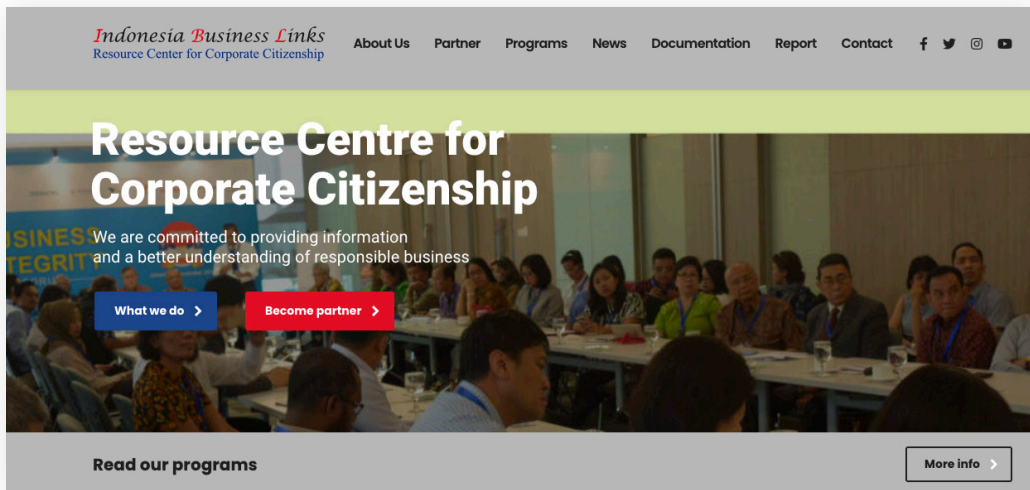 Indonesia Business Links
Resource Center for Corporate Citizenship
About Us Partner Programs News Documentation Report Contact
Resource Centre for
Corporate Citizenship
We are committed to providing information
and a better understanding of responsible business
What we do
Become partner
Read our programs
More info